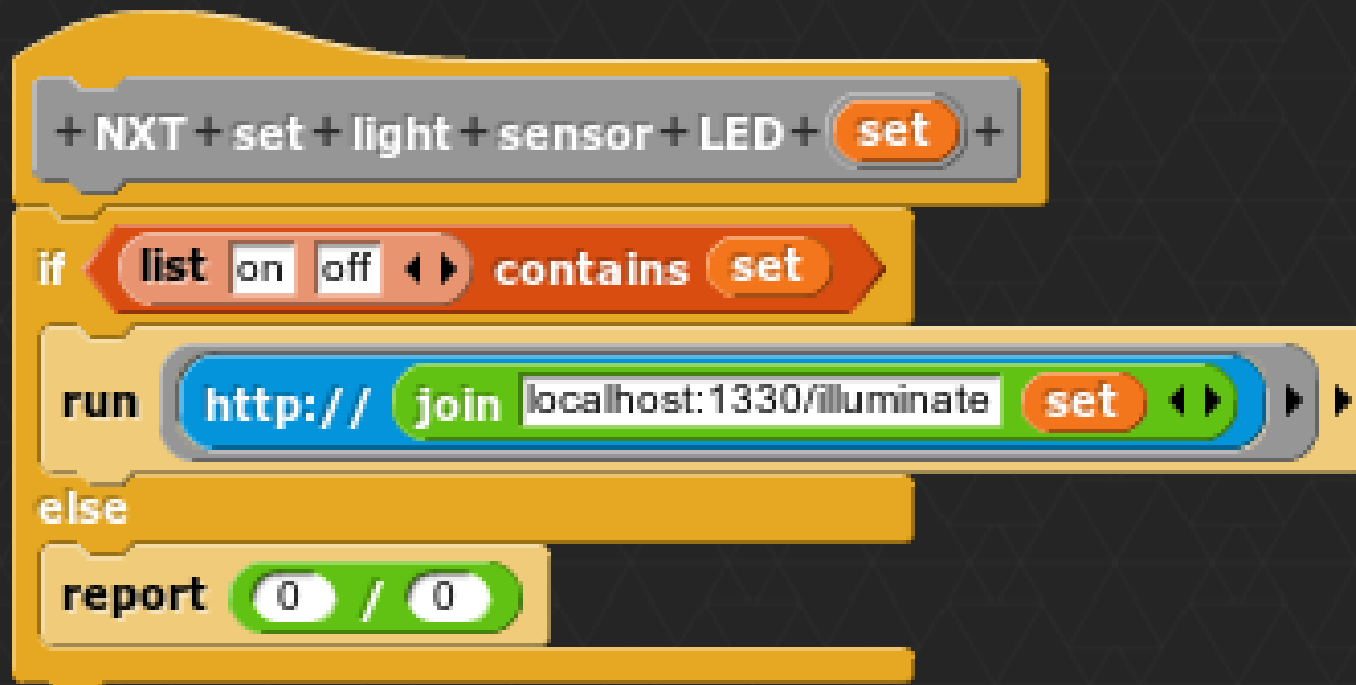 + NXT + set + light + sensor + LED + set +
if list on off contains set
run http:// join localhost:1330/illuminate set
else
report 0 / 0